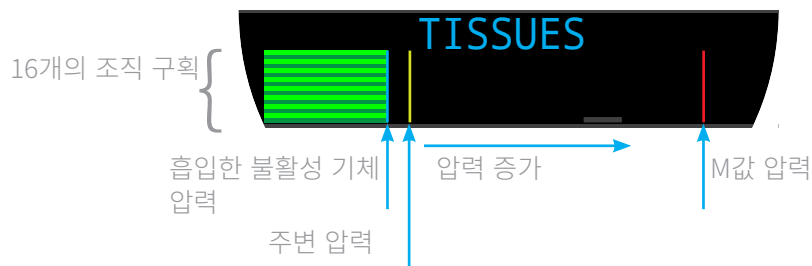 TISSUES
16개의 조직 구획
흡입한 불활성 기체
압력
압력 증가
M값 압력
주변 압력